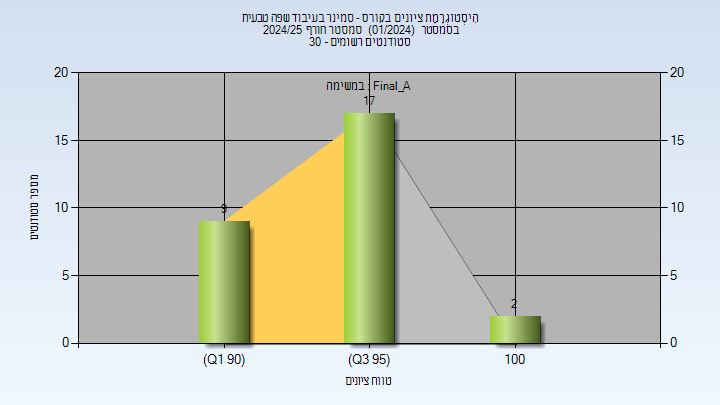 הִיסְטוֹגְרַמַת ציונים בקורס - סמינר בעיבוד שפה טבעית
בסמסטר (01/2024) סמסטר חורף 2024/25
סטודנטים רשומים - 30
במשימה : Final_A
20
20
17
15
15
מספר סטודנטים
10
10
9
5
5
2
0
0
(Q1 90)
(Q3 95)
100
טווח ציונים